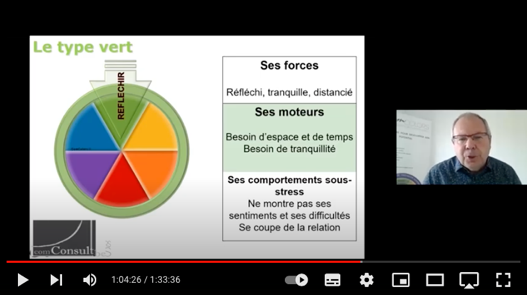 Le type vert
REFLECHIR
Ses forces
Réfléchi, tranquille, distancié
Ses moteurs
Besoin d'espace et de temps
Besoin de tranquillité
Ses comportements sous-
stress
Ne montre pas ses
sentiments et ses difficultés
Se coupe de la relation
Consult
1:04:26 / 1:33:36